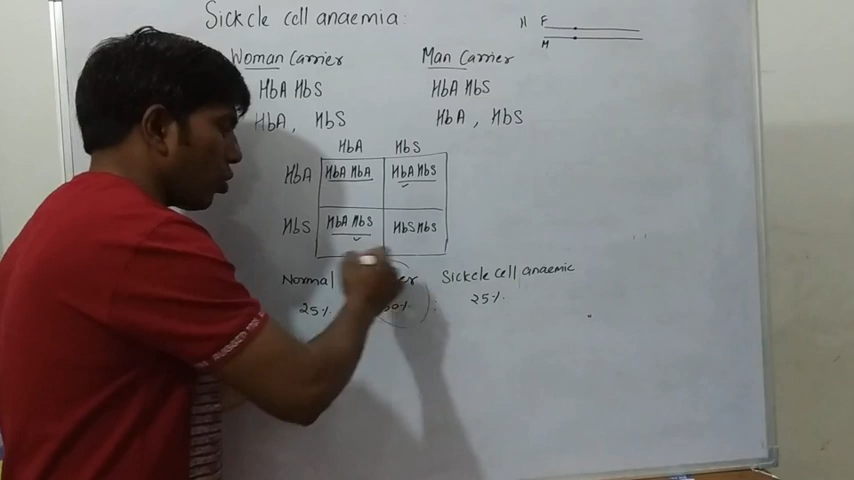 Sickcle cell anaemia:
N F
M
Woman Carrier Man Carrier
HbA HbS HbA HbS
HbA, HbS HbA, HbS
HbA HbS
HbA HbA HbA HbA HbS
HbS HbA HbS HbS HbS
Normal Sickcle cell anaemic
25% 25%